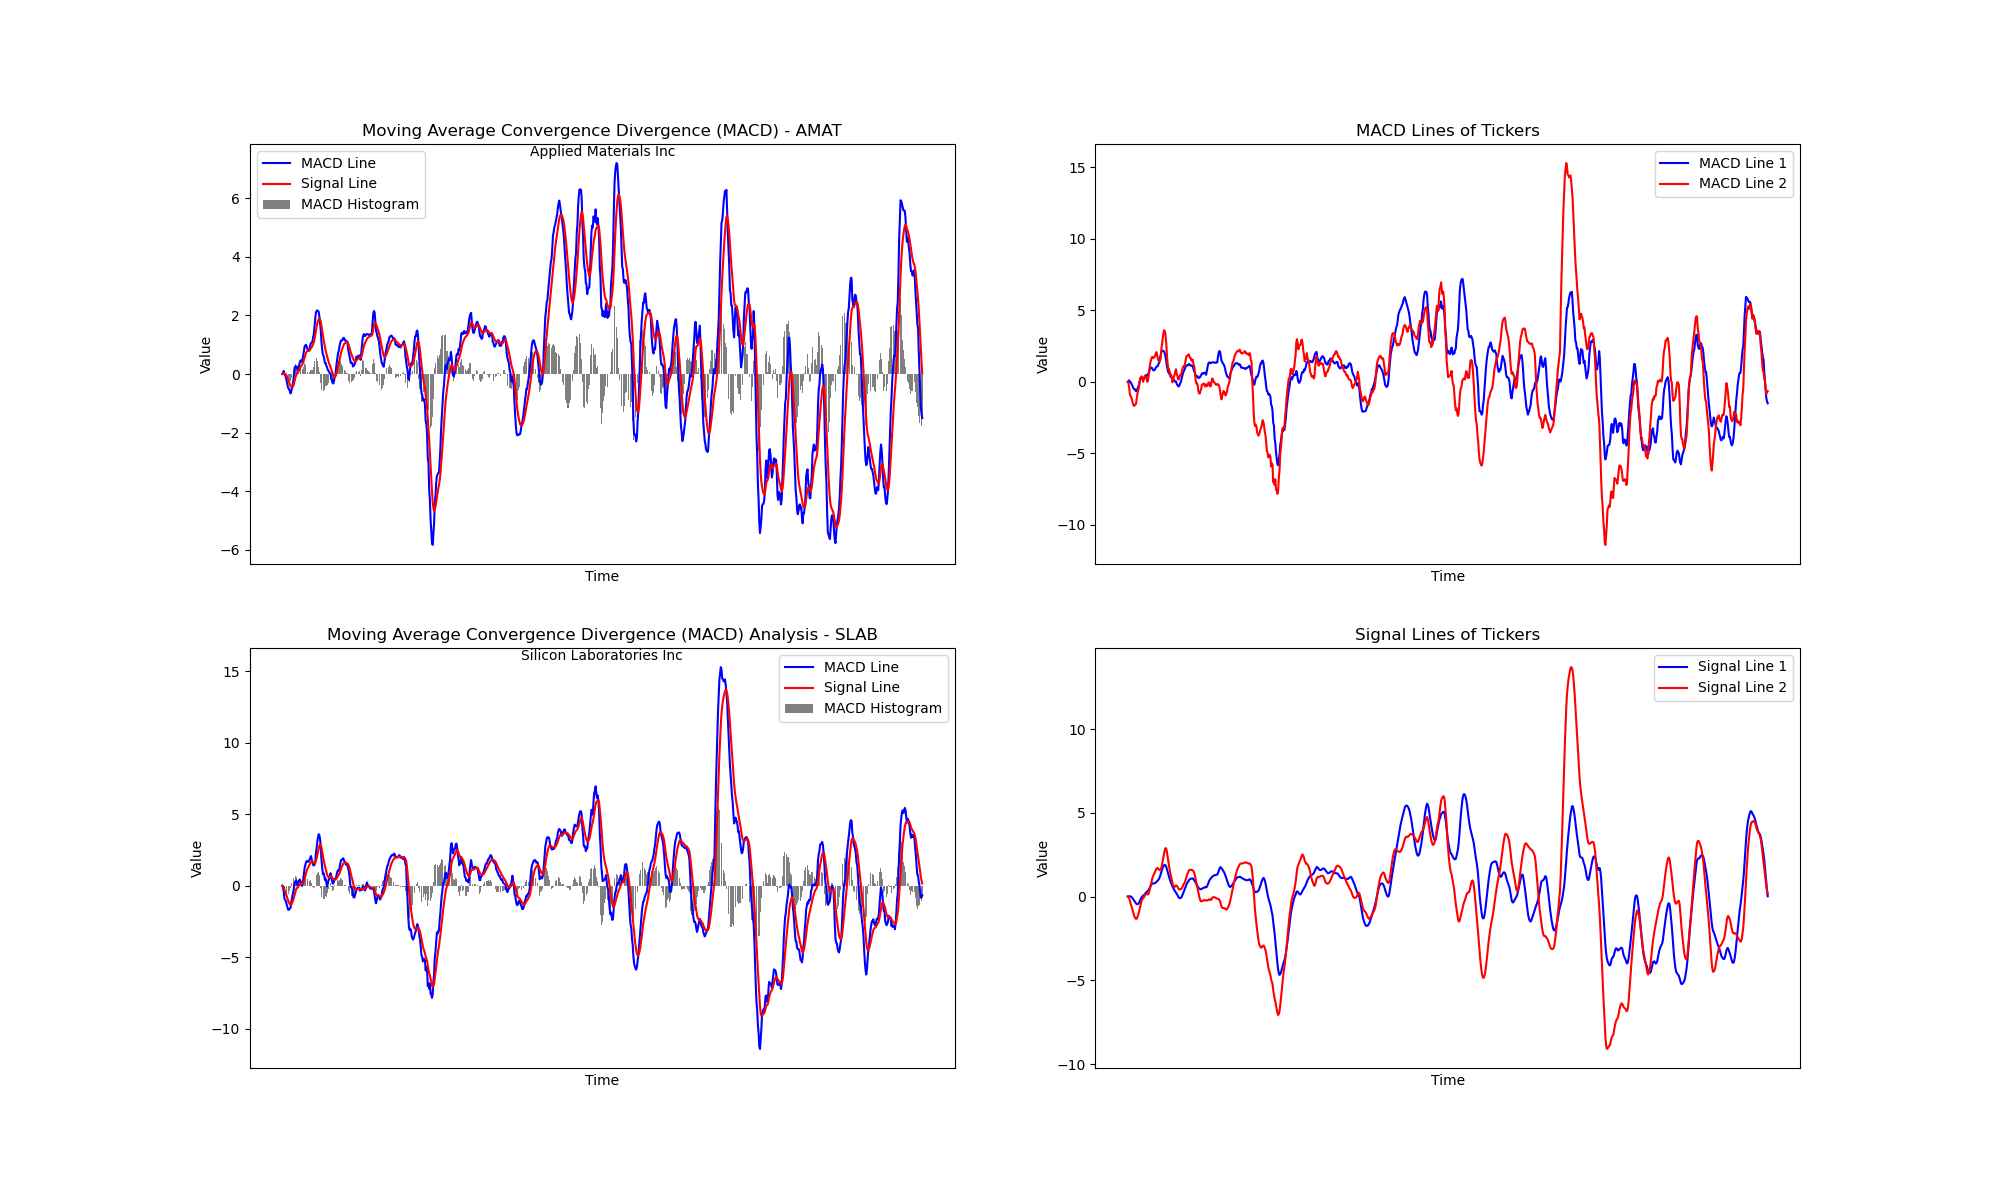 Moving Average Convergence Divergence (MACD) - AMAT
Applied Materials Inc
MACD Line
Signal Line
MACD Histogram
Value
6
4
2
0
−2
−4
−6
Time
MACD Lines of Tickers
MACD Line 1
MACD Line 2
Value
15
10
5
0
−5
−10
Time
Moving Average Convergence Divergence (MACD) Analysis - SLAB
Silicon Laboratories Inc
MACD Line
Signal Line
MACD Histogram
Value
15
10
5
0
−5
−10
Time
Signal Lines of Tickers
Signal Line 1
Signal Line 2
Value
10
5
0
−5
−10
Time